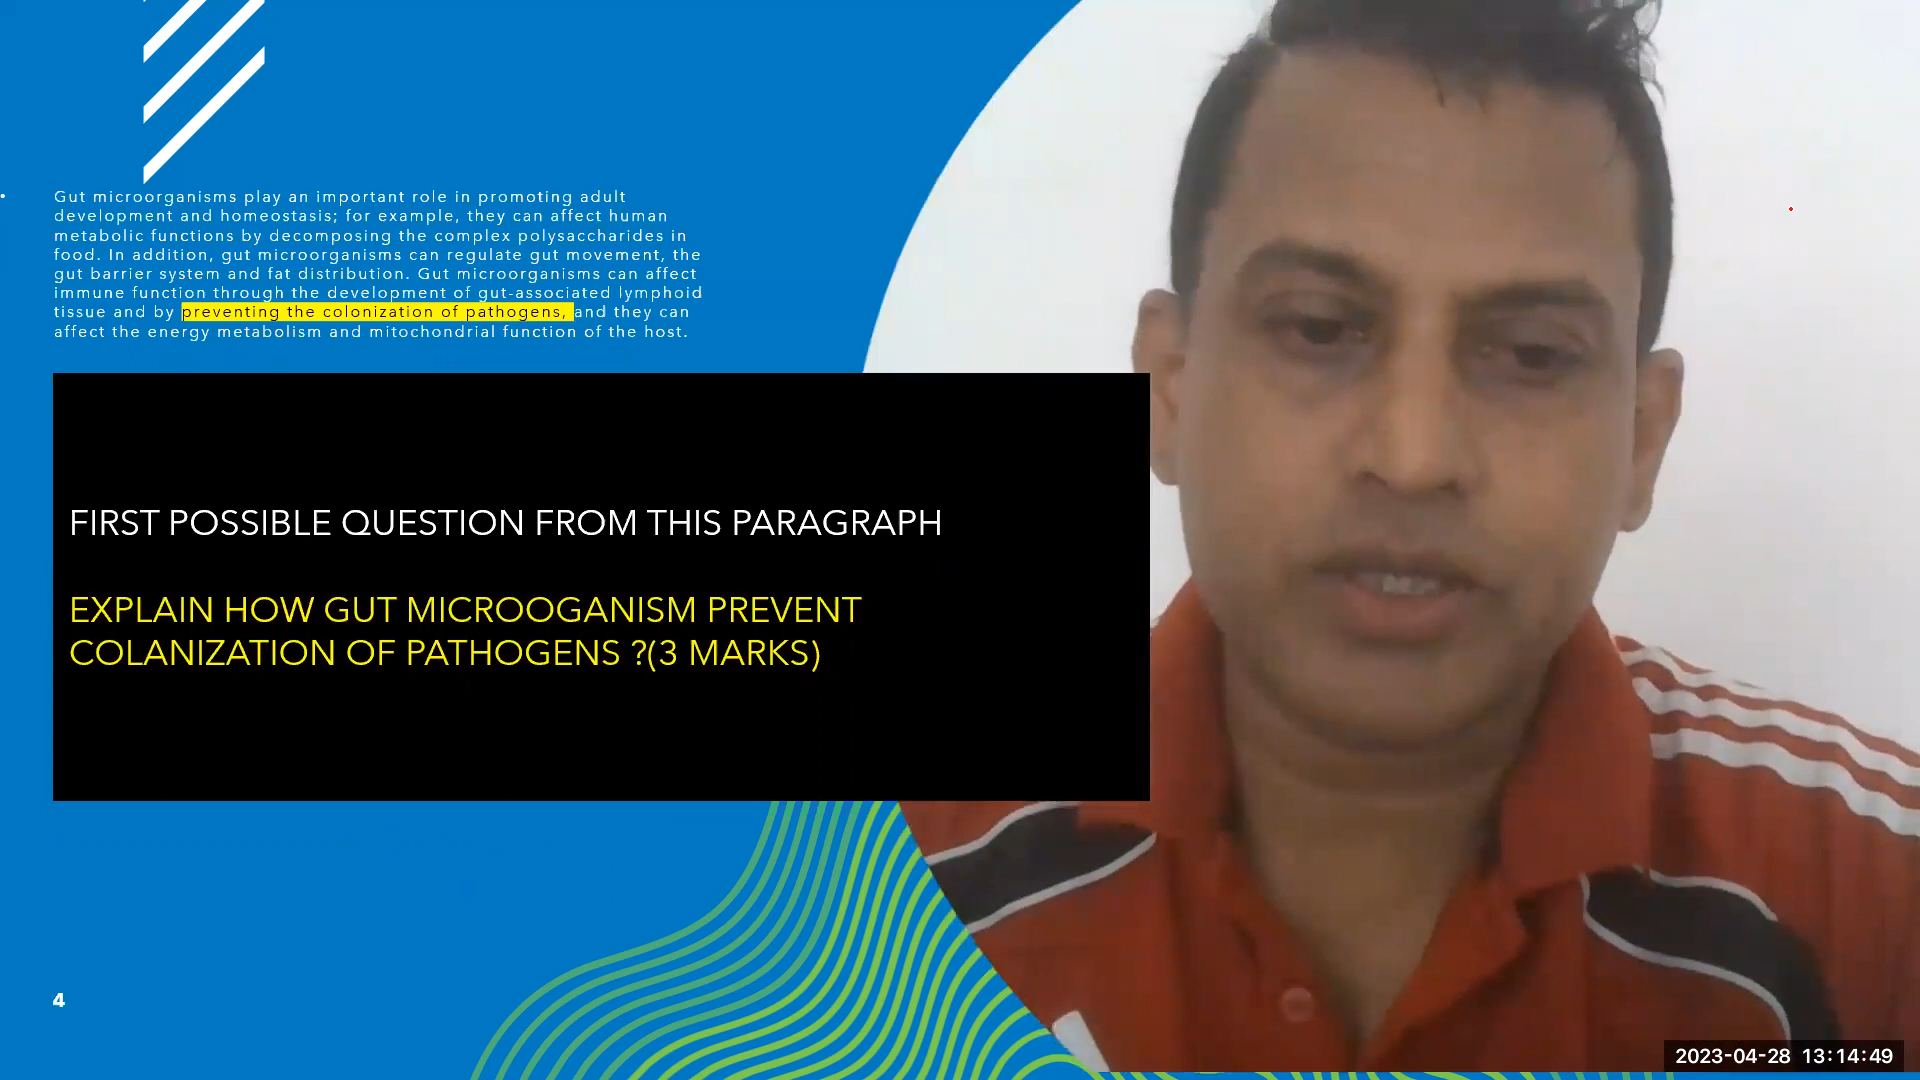 • Gut microorganisms play an important role in promoting adult
development and homeostasis; for example, they can affect human
metabolic functions by decomposing the complex polysaccharides in
food. In addition, gut microorganisms can regulate gut movement, the
gut barrier system and fat distribution. Gut microorganisms can affect
immune function through the development of gut-associated lymphoid
tissue and by preventing the colonization of pathogens, and they can
affect the energy metabolism and mitochondrial function of the host.
FIRST POSSIBLE QUESTION FROM THIS PARAGRAPH
EXPLAIN HOW GUT MICROOGANISM PREVENT
COLANIZATION OF PATHOGENS ?(3 MARKS)
4
2023-04-28 13:14:49